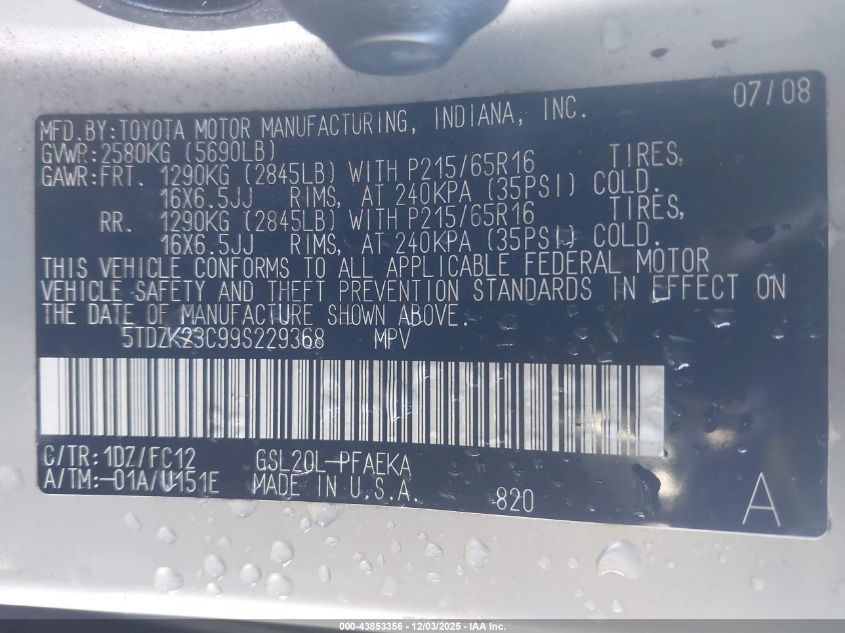 07/08
MFD.BY:TOYOTA MOTOR MANUFACTURING, INDIANA, INC.
GVWR:2580KG (5690LB)
GAWR:FRT. 1290KG (2845LB) WITH P215/65R16 TIRES,
16X6.5JJ RIMS, AT 240KPA (35PSI) COLD.
RR. 1290KG (2845LB) WITH P215/65R16 TIRES,
16X6.5JJ RIMS, AT 240KPA (35PSI) COLD.
THIS VEHICLE CONFORMS TO ALL APPLICABLE FEDERAL MOTOR
VEHICLE SAFETY AND THEFT PREVENTION STANDARDS IN EFFECT ON
THE DATE OF MANUFACTURE SHOWN ABOVE.
5TDZK23C99S229368 MPV
C/TR:1D7/FC12 GSL20L-PFAEKA
A/TM:-01A/U151E MADE IN U.S.A. 820 A
000-43853356 - 12/03/2025 - IAA Inc.